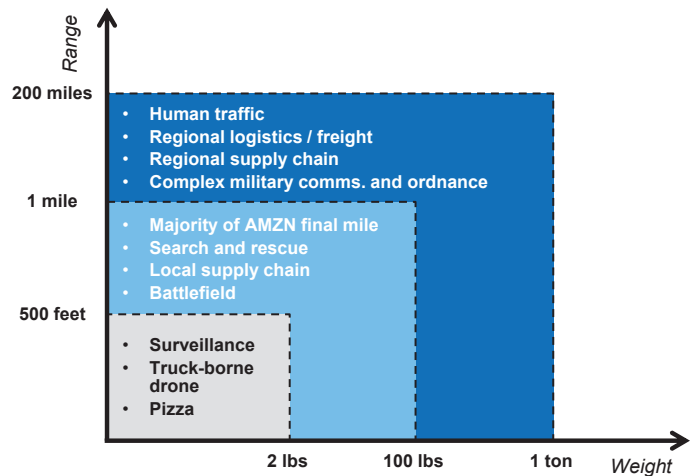 Range
200 miles
• Human traffic
• Regional logistics / freight
• Regional supply chain
• Complex military comms. and ordnance
1 mile
• Majority of AMZN final mile
• Search and rescue
• Local supply chain
• Battlefield
500 feet
• Surveillance
• Truck-borne
drone
• Pizza
2 lbs
100 lbs
1 ton
Weight